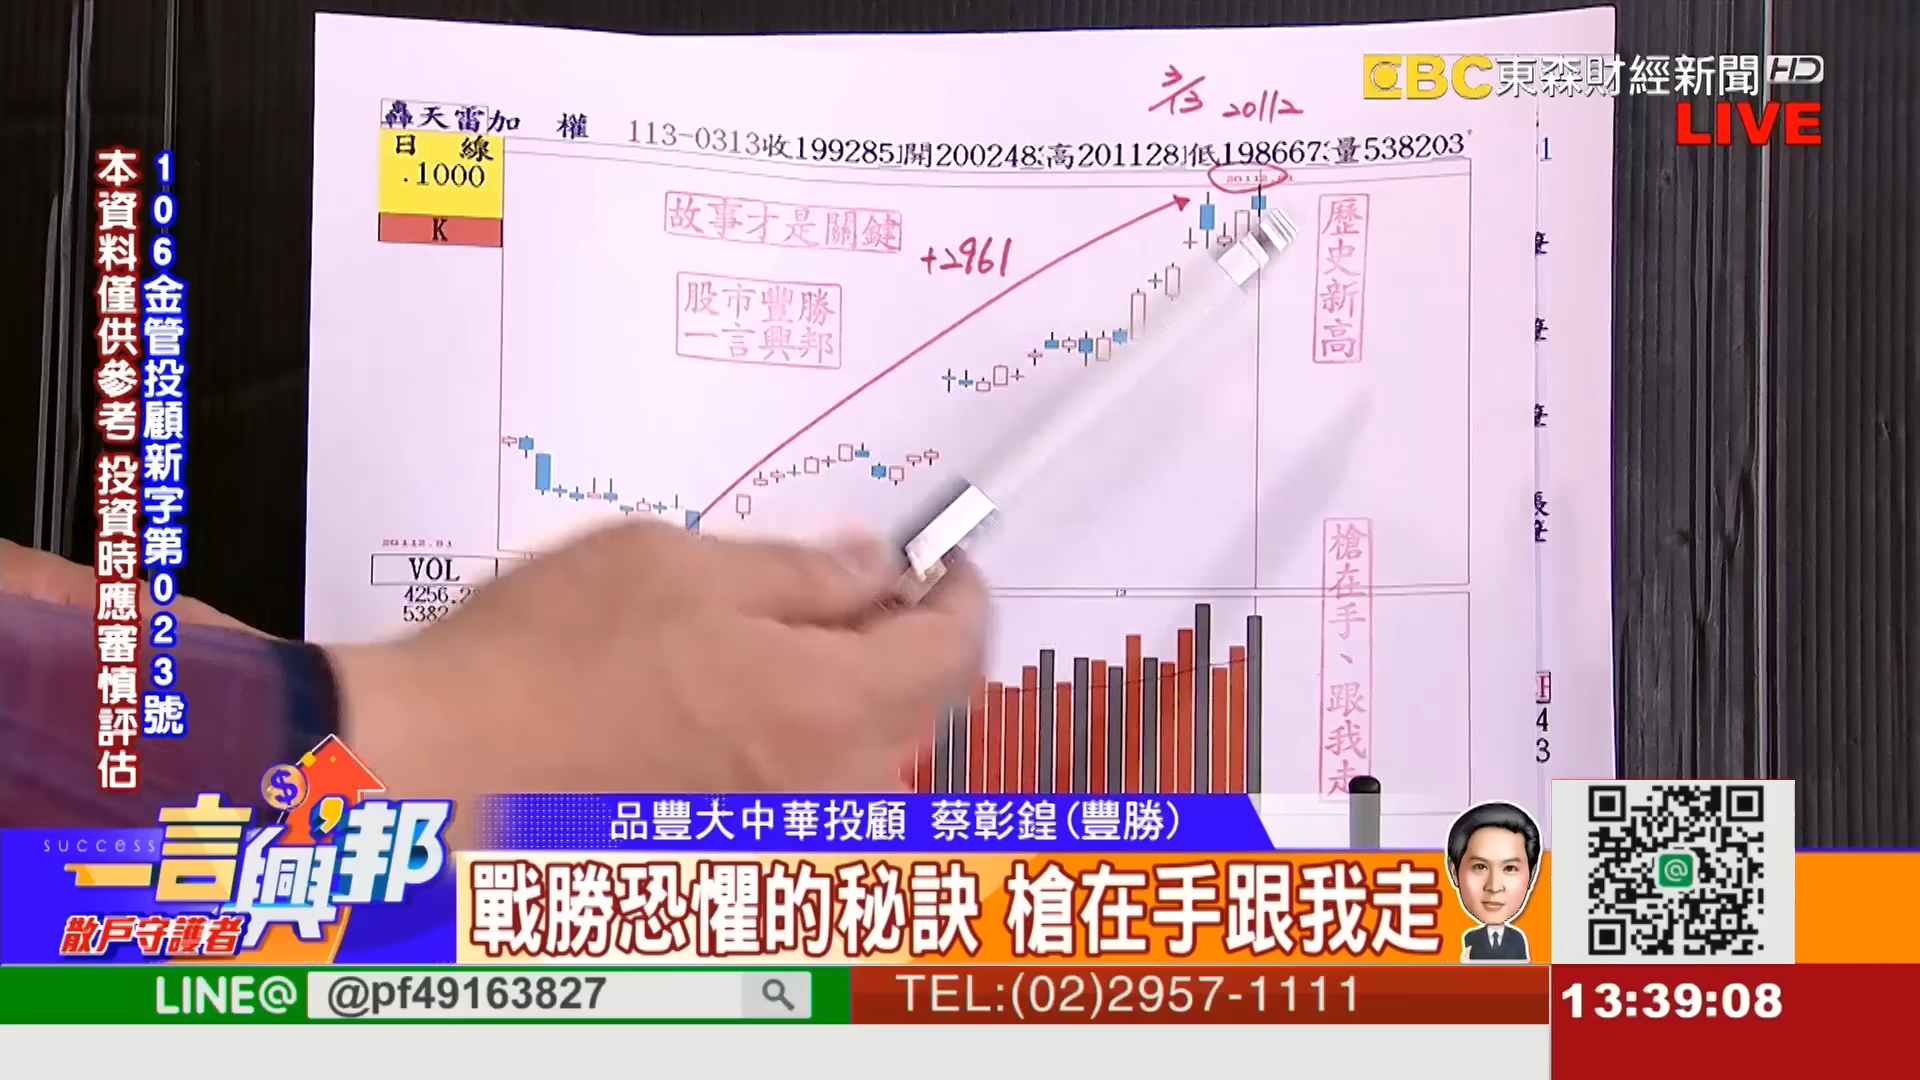 EBC東森財經新聞HD
LIVE
3/13 20112
轟天雷加 權 113-0313收199285開200248高201128低198667量538203
日 線
.1000
K
20112.81
故事才是關鍵
股市豐勝
一言興邦
+2961
歷史新高
槍在手、跟我走
20112.81
VOL
106金管投顧新字第023號
本資料僅供參考 投資時應審慎評估
success
一言興邦
散戶守護者
品豐大中華投顧 蔡彰鍠(豐勝)
戰勝恐懼的秘訣 槍在手跟我走
LINE@ @pf49163827 TEL:(02)2957-1111
13:39:08